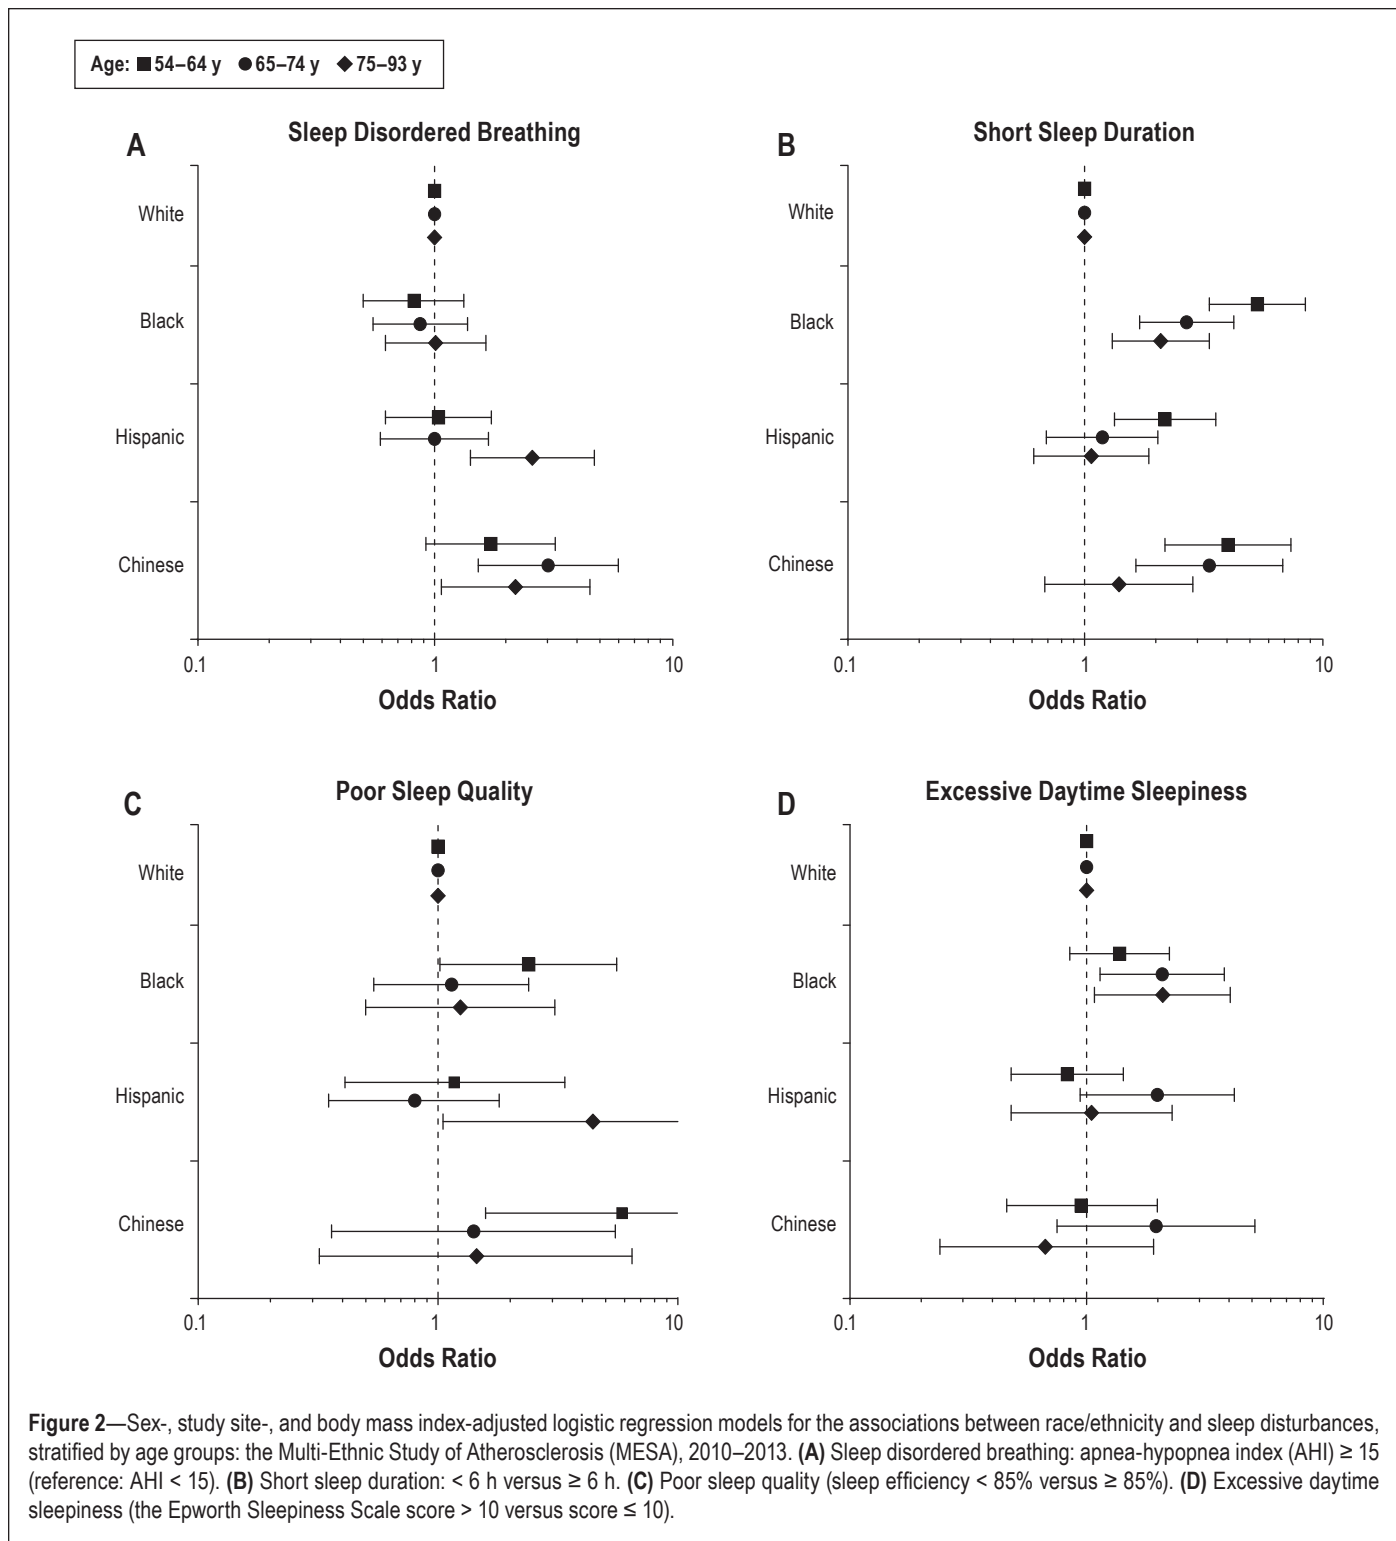 Age: 54–64 y 65–74 y 75–93 y
A Sleep Disordered Breathing
White
Black
Hispanic
Chinese
0.1 1 10
Odds Ratio
B Short Sleep Duration
White
Black
Hispanic
Chinese
0.1 1 10
Odds Ratio
C Poor Sleep Quality
White
Black
Hispanic
Chinese
0.1 1 10
Odds Ratio
D Excessive Daytime Sleepiness
White
Black
Hispanic
Chinese
0.1 1 10
Odds Ratio
Figure 2—Sex-, study site-, and body mass index-adjusted logistic regression models for the associations between race/ethnicity and sleep disturbances,
stratified by age groups: the Multi-Ethnic Study of Atherosclerosis (MESA), 2010–2013. (A) Sleep disordered breathing: apnea-hypopnea index (AHI) ≥ 15
(reference: AHI < 15). (B) Short sleep duration: < 6 h versus ≥ 6 h. (C) Poor sleep quality (sleep efficiency < 85% versus ≥ 85%). (D) Excessive daytime
sleepiness (the Epworth Sleepiness Scale score > 10 versus score ≤ 10).